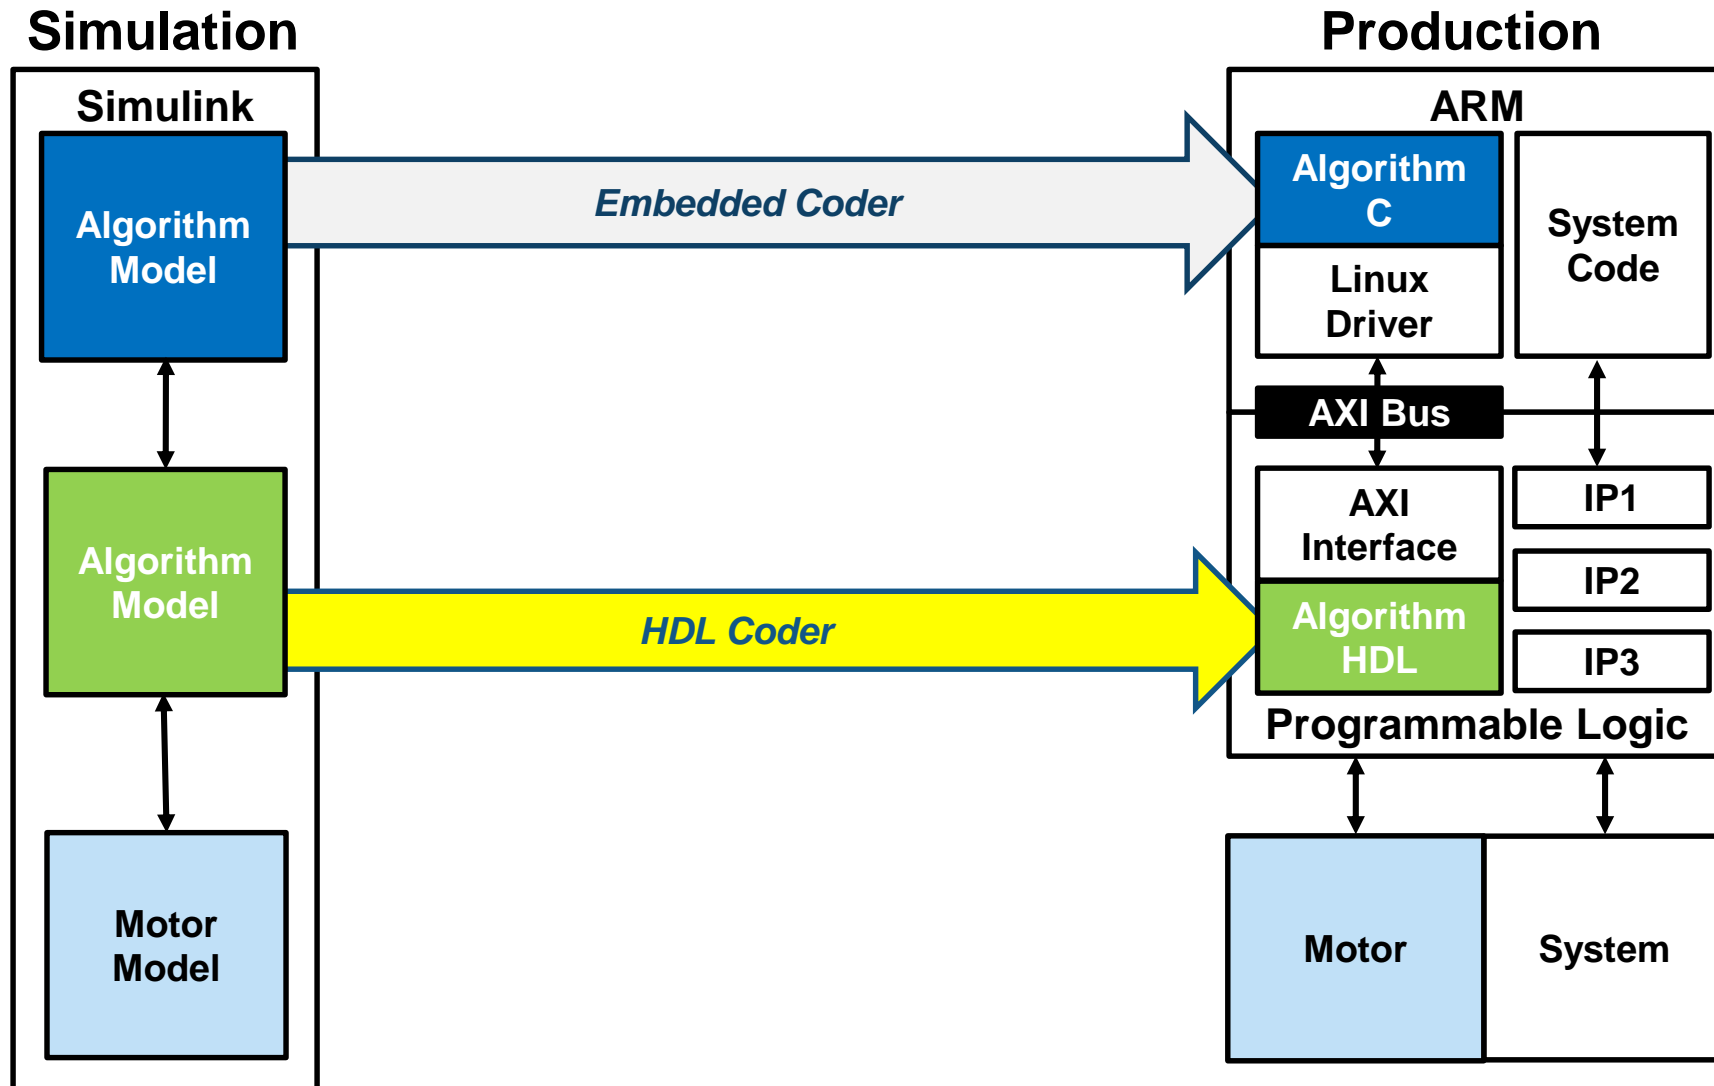 Simulation
Simulink
Algorithm
Model
Algorithm
Model
Motor
Model
Embedded Coder
HDL Coder
Production
ARM
Algorithm
C
Linux
Driver
System
Code
AXI Bus
AXI
Interface
Algorithm
HDL
IP1
IP2
IP3
Programmable Logic
Motor
System